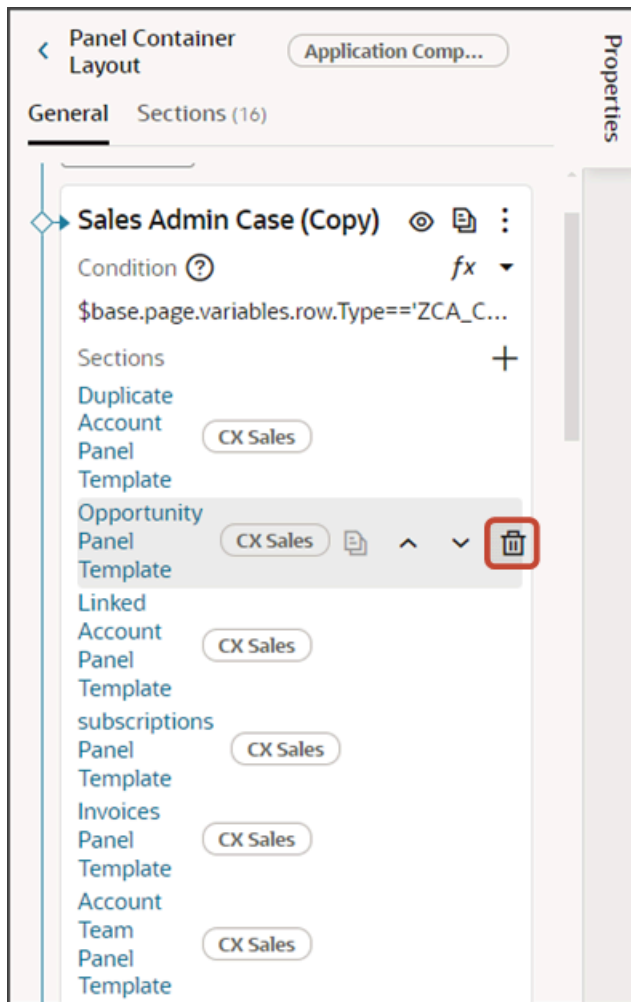 Panel Container
Layout
Application Comp...
Properties
General
Sections (16)
Sales Admin Case (Copy)
Condition ?
fx
$base.page.variables.row.Type=='ZCA_C...
Sections
Duplicate
Account
Panel
Template
CX Sales
Opportunity
Panel
Template
CX Sales
Linked
Account
Panel
Template
CX Sales
subscriptions
Panel
Template
CX Sales
Invoices
Panel
Template
CX Sales
Account
Team
Panel
Template
CX Sales